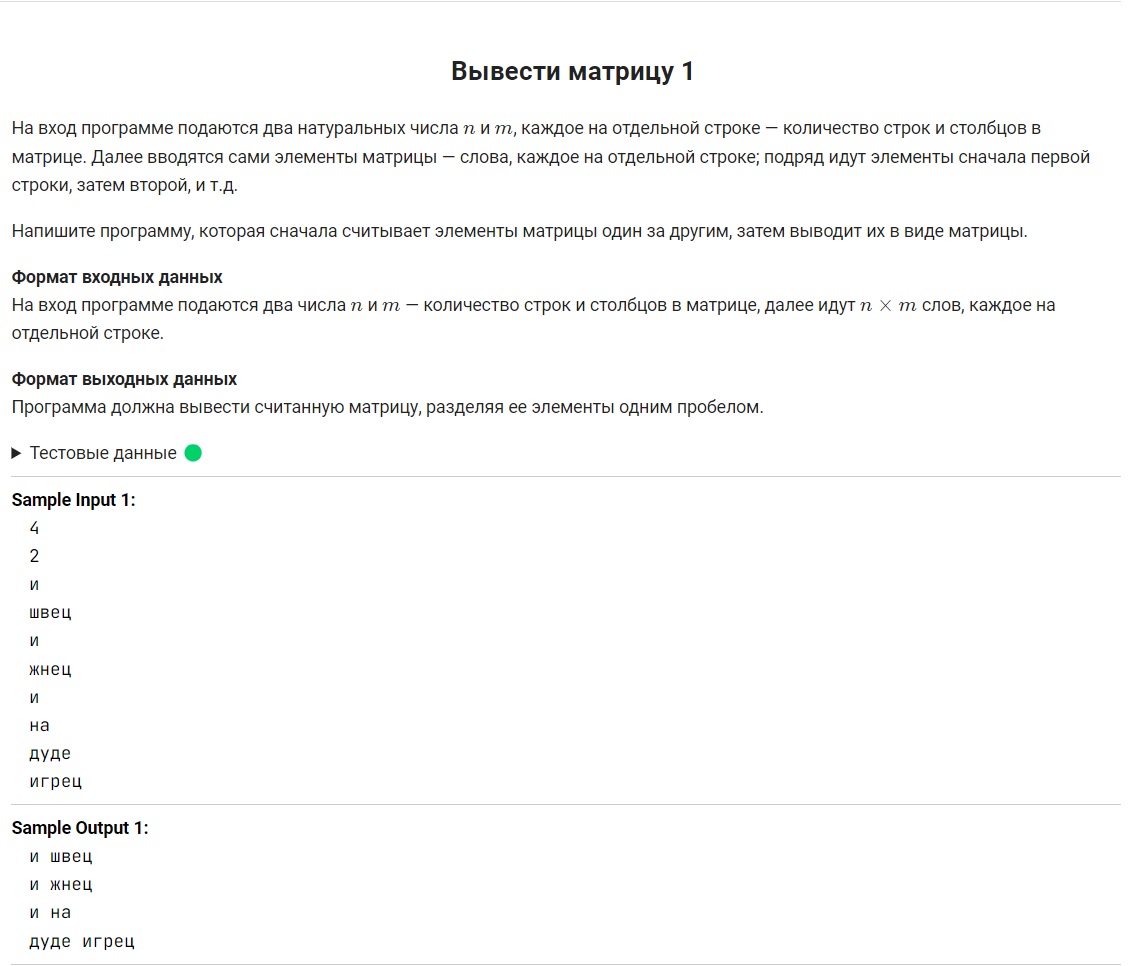 Вывести матрицу 1
На вход программе подаются два натуральных числа n и m, каждое на отдельной строке — количество строк и столбцов в
матрице. Далее вводятся сами элементы матрицы — слова, каждое на отдельной строке; подряд идут элементы сначала первой
строки, затем второй, и т.д.
Напишите программу, которая сначала считывает элементы матрицы один за другим, затем выводит их в виде матрицы.
Формат входных данных
На вход программе подаются два числа n и m — количество строк и столбцов в матрице, далее идут n × m слов, каждое на
отдельной строке.
Формат выходных данных
Программа должна вывести считанную матрицу, разделяя ее элементы одним пробелом.
Тестовые данные
Sample Input 1:
4
2
и
швец
и
жнец
и
на
дуде
игрец
Sample Output 1:
и швец
и жнец
и на
дуде игрец